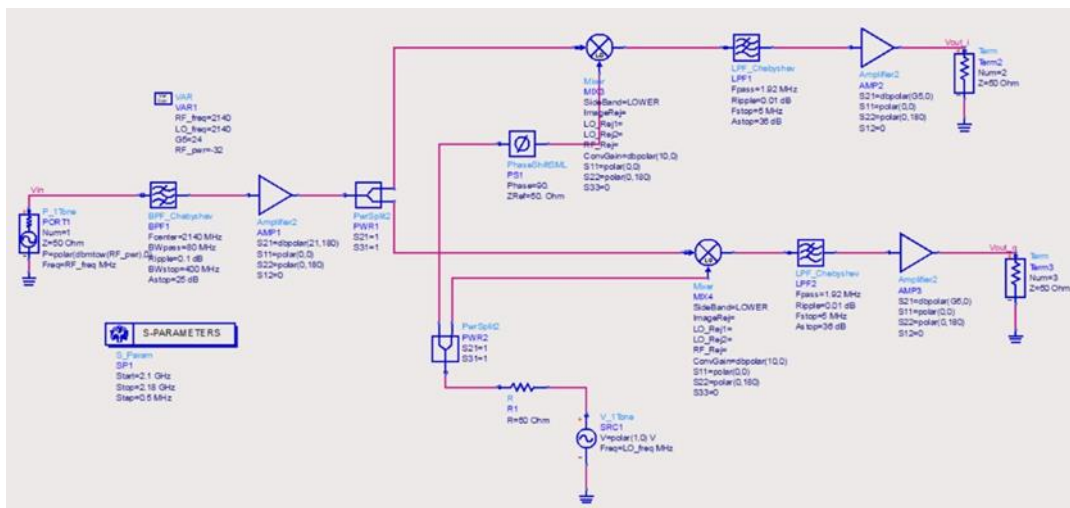 VAR
VAR1
RF_freq=2140
LO_freq=2140
G5=24
RF_pwr=-32
Vin
P_1Tone
PORT1
Num=1
Z=50 Ohm
P=polar(dbmtow(RF_pwr),0)
Freq=RF_freq MHz
BPF_Chebyshev
BPF1
Fcenter=2140 MHz
BWpass=80 MHz
Ripple=0.1 dB
BWstop=400 MHz
Astop=25 dB
Amplifier2
AMP1
S21=dbpolar(21,180)
S11=polar(0,0)
S22=polar(0,180)
S12=0
PwrSplit2
PWR1
S21=1
S31=1
PhaseShiftSML
PS1
Phase=90.
ZRef=50. Ohm
LO
Mixer
MIX3
SideBand=LOWER
ImageRej=
LO_Rej1=
LO_Rej2=
RF_Rej=
ConvGain=dbpolar(10,0)
S11=polar(0,0)
S22=polar(0,180)
S33=0
LPF_Chebyshev
LPF1
Fpass=1.92 MHz
Ripple=0.01 dB
Fstop=5 MHz
Astop=36 dB
Amplifier2
AMP2
S21=dbpolar(G5,0)
S11=polar(0,0)
S22=polar(0,180)
S12=0
Vout_i
Term
Term2
Num=2
Z=50 Ohm
LO
Mixer
MIX4
SideBand=LOWER
ImageRej=
LO_Rej1=
LO_Rej2=
RF_Rej=
ConvGain=dbpolar(10,0)
S11=polar(0,0)
S22=polar(0,180)
S33=0
LPF_Chebyshev
LPF2
Fpass=1.92 MHz
Ripple=0.01 dB
Fstop=5 MHz
Astop=36 dB
Amplifier2
AMP3
S21=dbpolar(G5,0)
S11=polar(0,0)
S22=polar(0,180)
S12=0
Vout_q
Term
Term3
Num=3
Z=50 Ohm
PwrSplit2
PWR2
S21=1
S31=1
R
R1
R=50 Ohm
V_1Tone
SRC1
V=polar(1,0) V
Freq=LO_freq MHz
S-PARAMETERS
S_Param
SP1
Start=2.1 GHz
Stop=2.18 GHz
Step=0.5 MHz